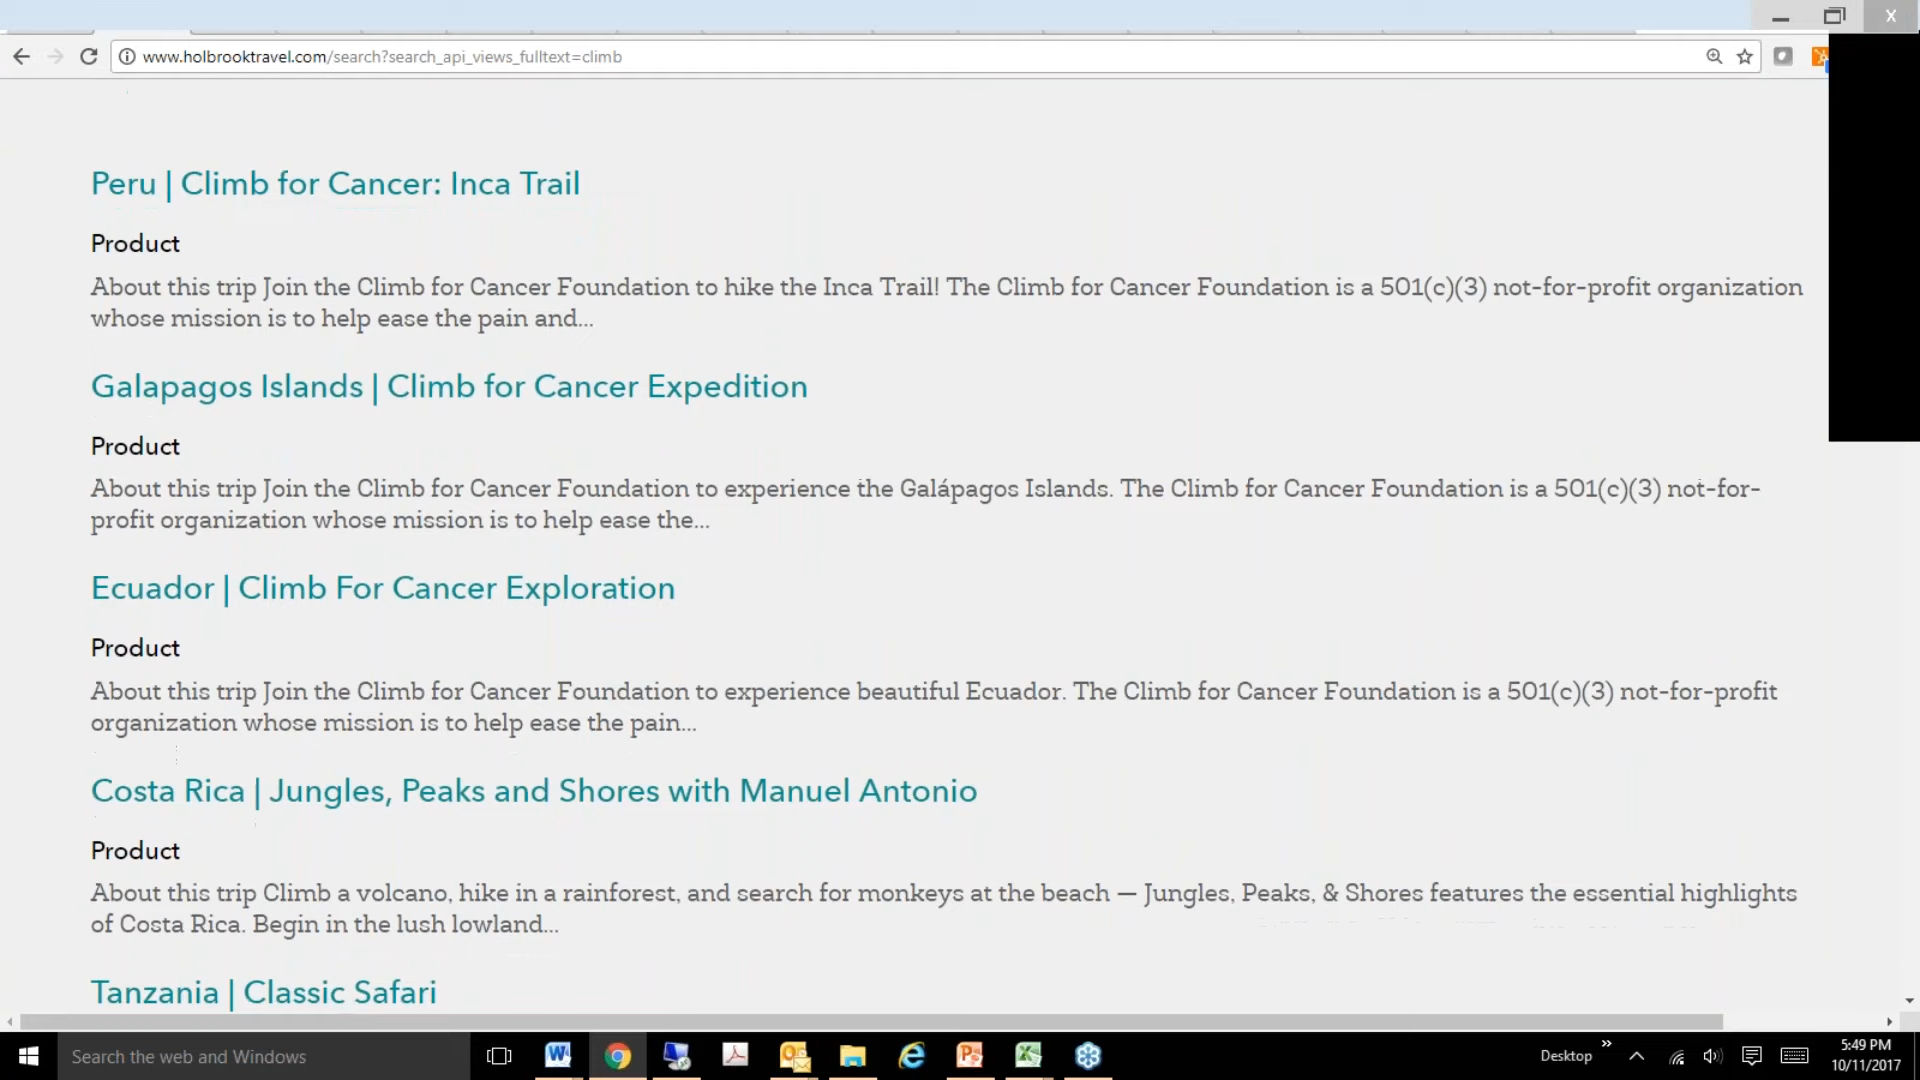 www.holbrooktravel.com/search?search_api_views_fulltext=climb
Peru | Climb for Cancer: Inca Trail
Product
About this trip Join the Climb for Cancer Foundation to hike the Inca Trail! The Climb for Cancer Foundation is a 501(c)(3) not-for-profit organization
whose mission is to help ease the pain and...
Galapagos Islands | Climb for Cancer Expedition
Product
About this trip Join the Climb for Cancer Foundation to experience the Galápagos Islands. The Climb for Cancer Foundation is a 501(c)(3) not-for-
profit organization whose mission is to help ease the...
Ecuador | Climb For Cancer Exploration
Product
About this trip Join the Climb for Cancer Foundation to experience beautiful Ecuador. The Climb for Cancer Foundation is a 501(c)(3) not-for-profit
organization whose mission is to help ease the pain...
Costa Rica | Jungles, Peaks and Shores with Manuel Antonio
Product
About this trip Climb a volcano, hike in a rainforest, and search for monkeys at the beach — Jungles, Peaks, & Shores features the essential highlights
of Costa Rica. Begin in the lush lowland...
Tanzania | Classic Safari
Search the web and Windows
Desktop
5:49 PM
10/11/2017